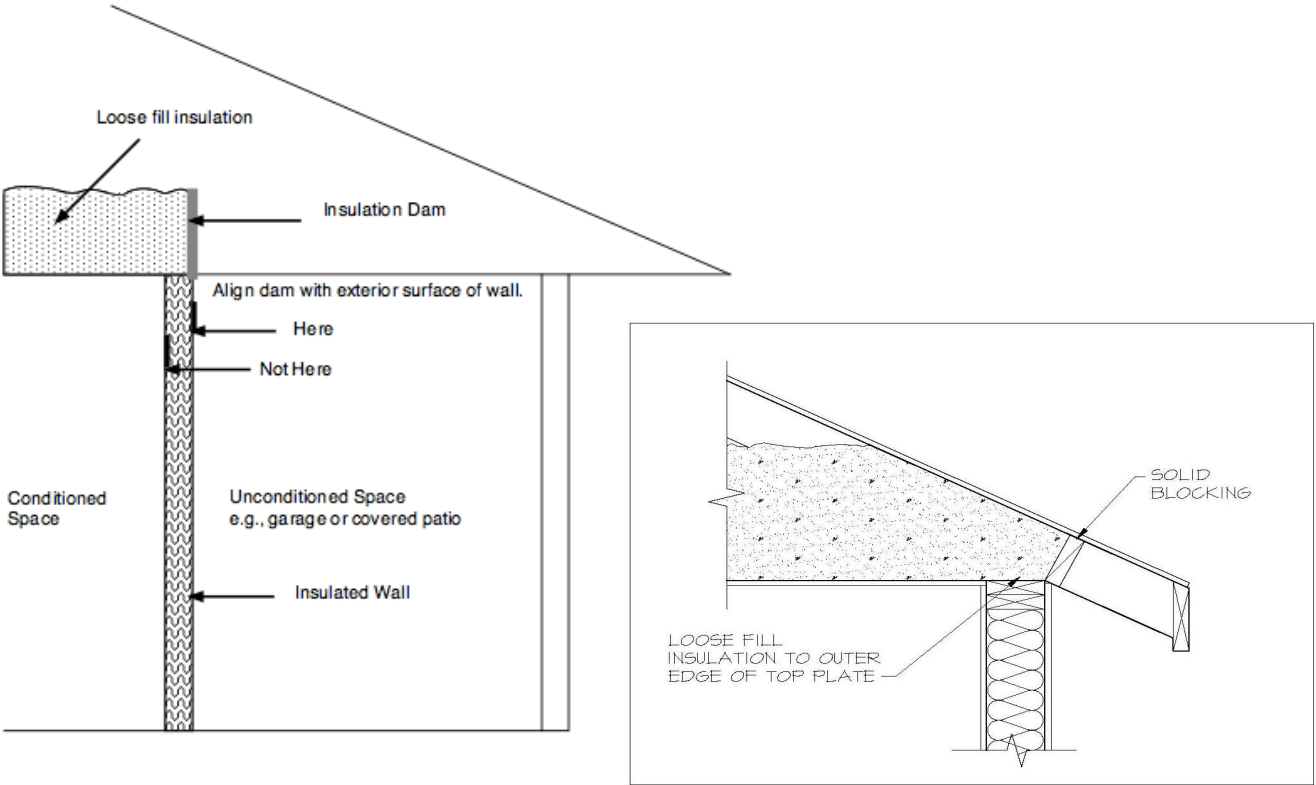 Loose fill insulation
Insulation Dam
Align dam with exterior surface of wall.
Here
Not Here
Conditioned
Space
Unconditioned Space
e.g., garage or covered patio
Insulated Wall
SOLID
BLOCKING
LOOSE FILL
INSULATION TO OUTER
EDGE OF TOP PLATE